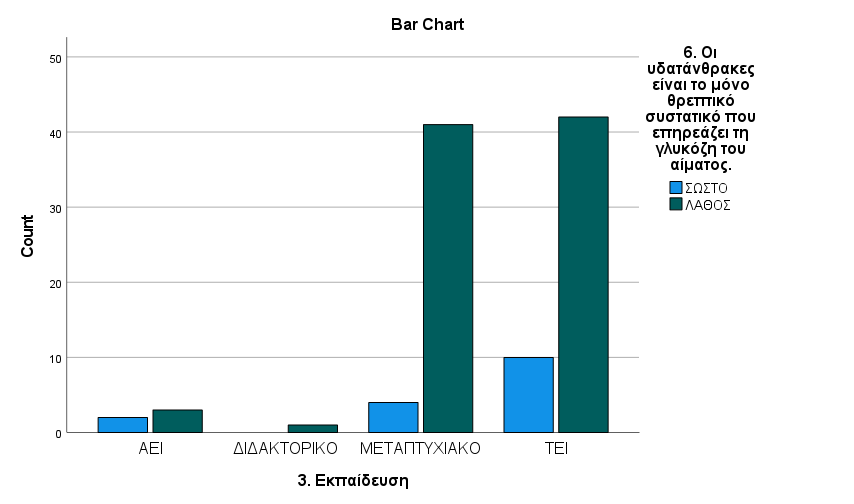 Bar Chart
50
40
30
20
10
0
Count
ΑΕΙ
ΔΙΔΑΚΤΟΡΙΚΟ
ΜΕΤΑΠΤΥΧΙΑΚΟ
ΤΕΙ
3. Εκπαίδευση
6. Οι
υδατάνθρακες
είναι το μόνο
θρεπτικό
συστατικό που
επηρεάζει τη
γλυκόζη του
αίματος.
ΣΩΣΤΟ
ΛΑΘΟΣ